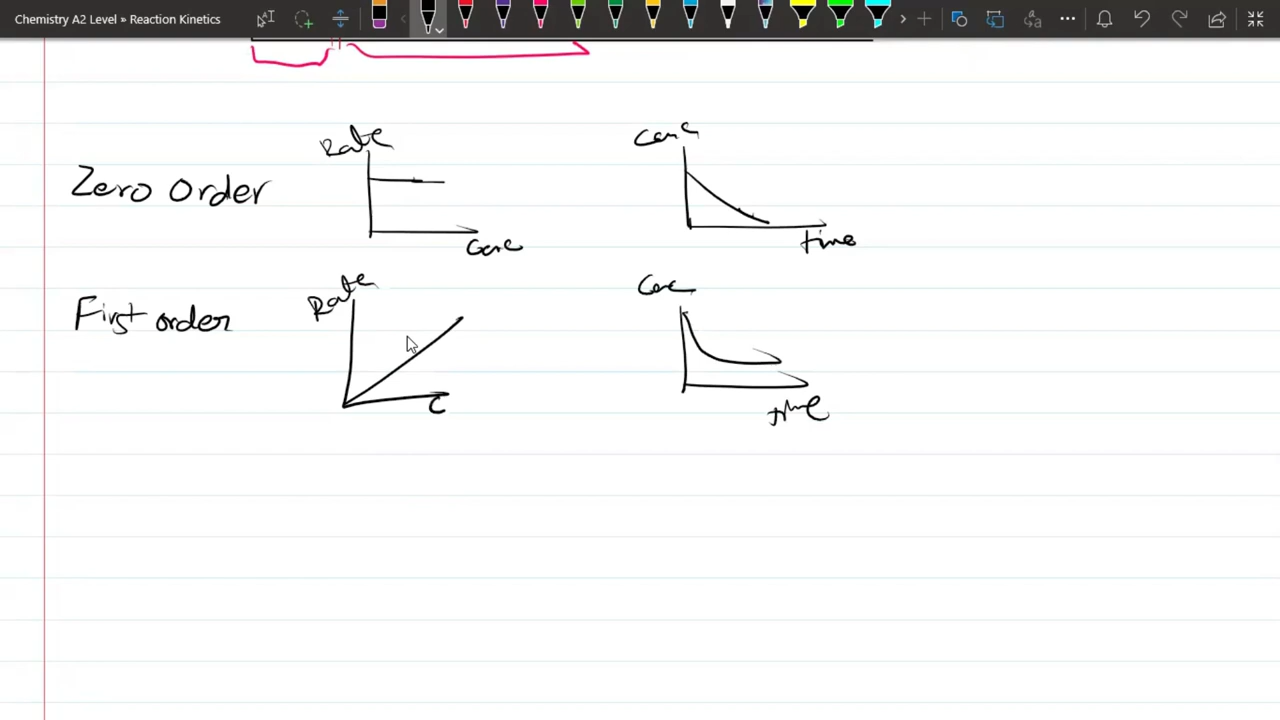 Chemistry A2 Level » Reaction Kinetics
Rate
Conc
Zero Order
Conc
time
Rate
Conc
First order
C
time